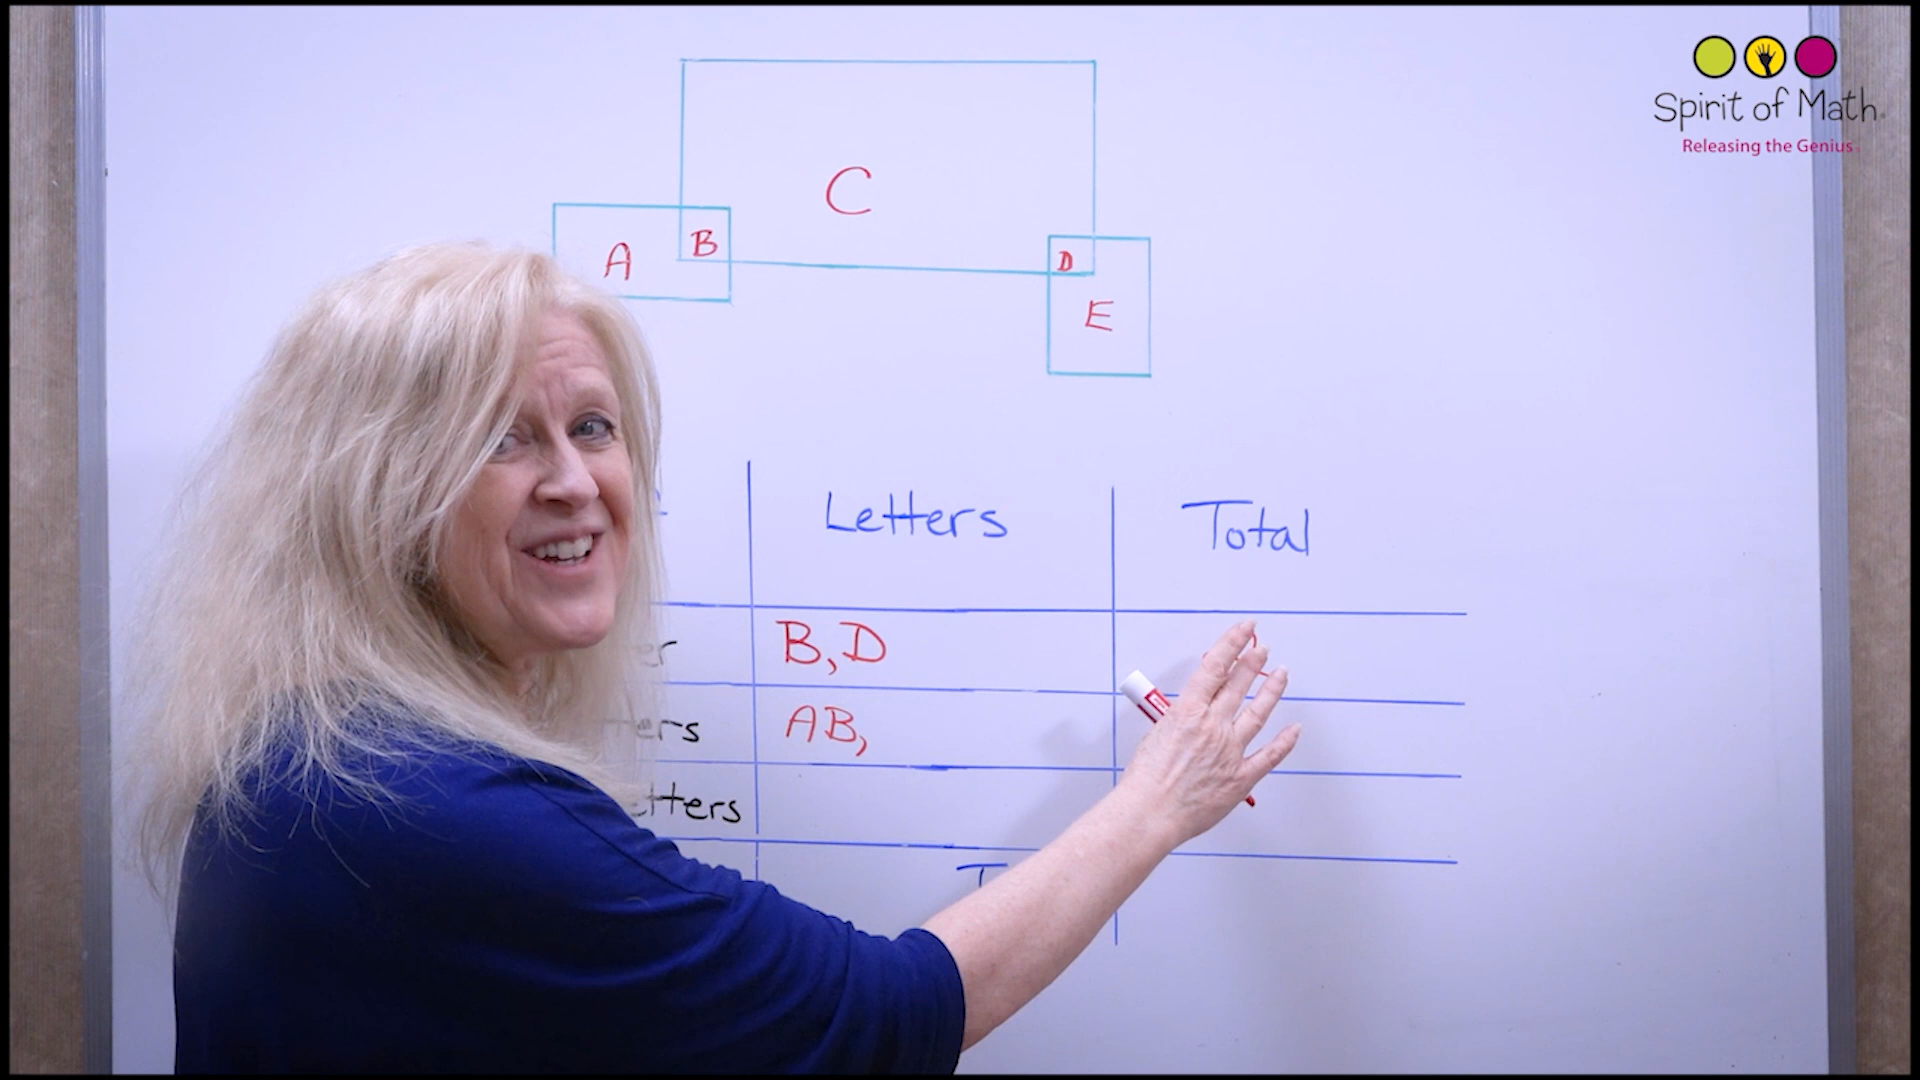 Spirit of Math
Releasing the Genius
C
A B
D
E
Letters Total
B,D
AB,